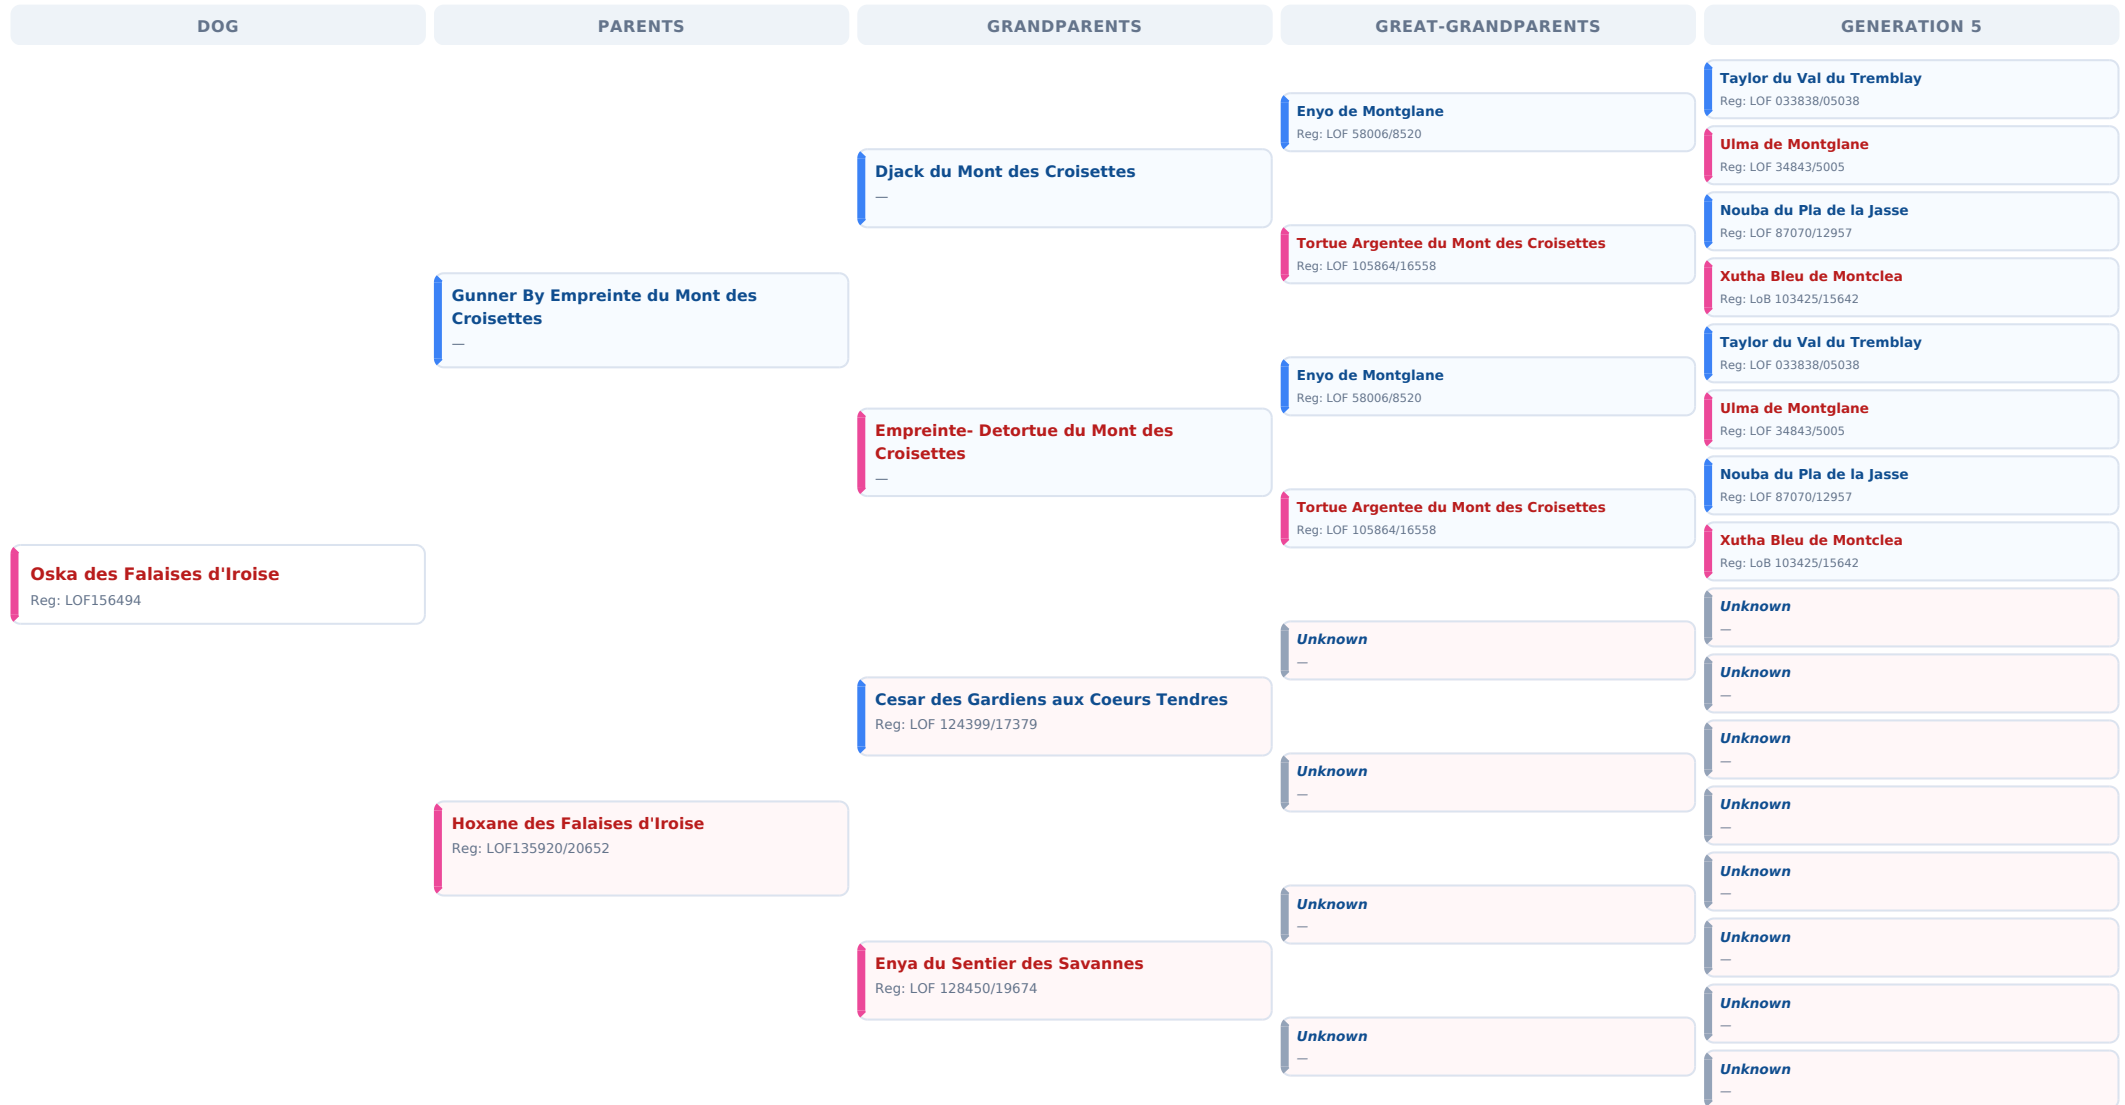 DOG
PARENTS
GRANDPARENTS
GREAT-GRANDPARENTS
GENERATION 5
Oska des Falaises d'Iroise
Reg: LOF156494
Gunner By Empreinte du Mont des
Croisettes
—
Hoxane des Falaises d'Iroise
Reg: LOF135920/20652
Djack du Mont des Croisettes
—
Empreinte- Detortue du Mont des
Croisettes
—
Cesar des Gardiens aux Coeurs Tendres
Reg: LOF 124399/17379
Enya du Sentier des Savannes
Reg: LOF 128450/19674
Enyo de Montglane
Reg: LOF 58006/8520
Tortue Argentee du Mont des Croisettes
Reg: LOF 105864/16558
Enyo de Montglane
Reg: LOF 58006/8520
Tortue Argentee du Mont des Croisettes
Reg: LOF 105864/16558
Unknown
—
Unknown
—
Unknown
—
Unknown
—
Taylor du Val du Tremblay
Reg: LOF 033838/05038
Ulma de Montglane
Reg: LOF 34843/5005
Nouba du Pla de la Jasse
Reg: LOF 87070/12957
Xutha Bleu de Montclea
Reg: LoB 103425/15642
Taylor du Val du Tremblay
Reg: LOF 033838/05038
Ulma de Montglane
Reg: LOF 34843/5005
Nouba du Pla de la Jasse
Reg: LOF 87070/12957
Xutha Bleu de Montclea
Reg: LoB 103425/15642
Unknown
—
Unknown
—
Unknown
—
Unknown
—
Unknown
—
Unknown
—
Unknown
—
Unknown
—